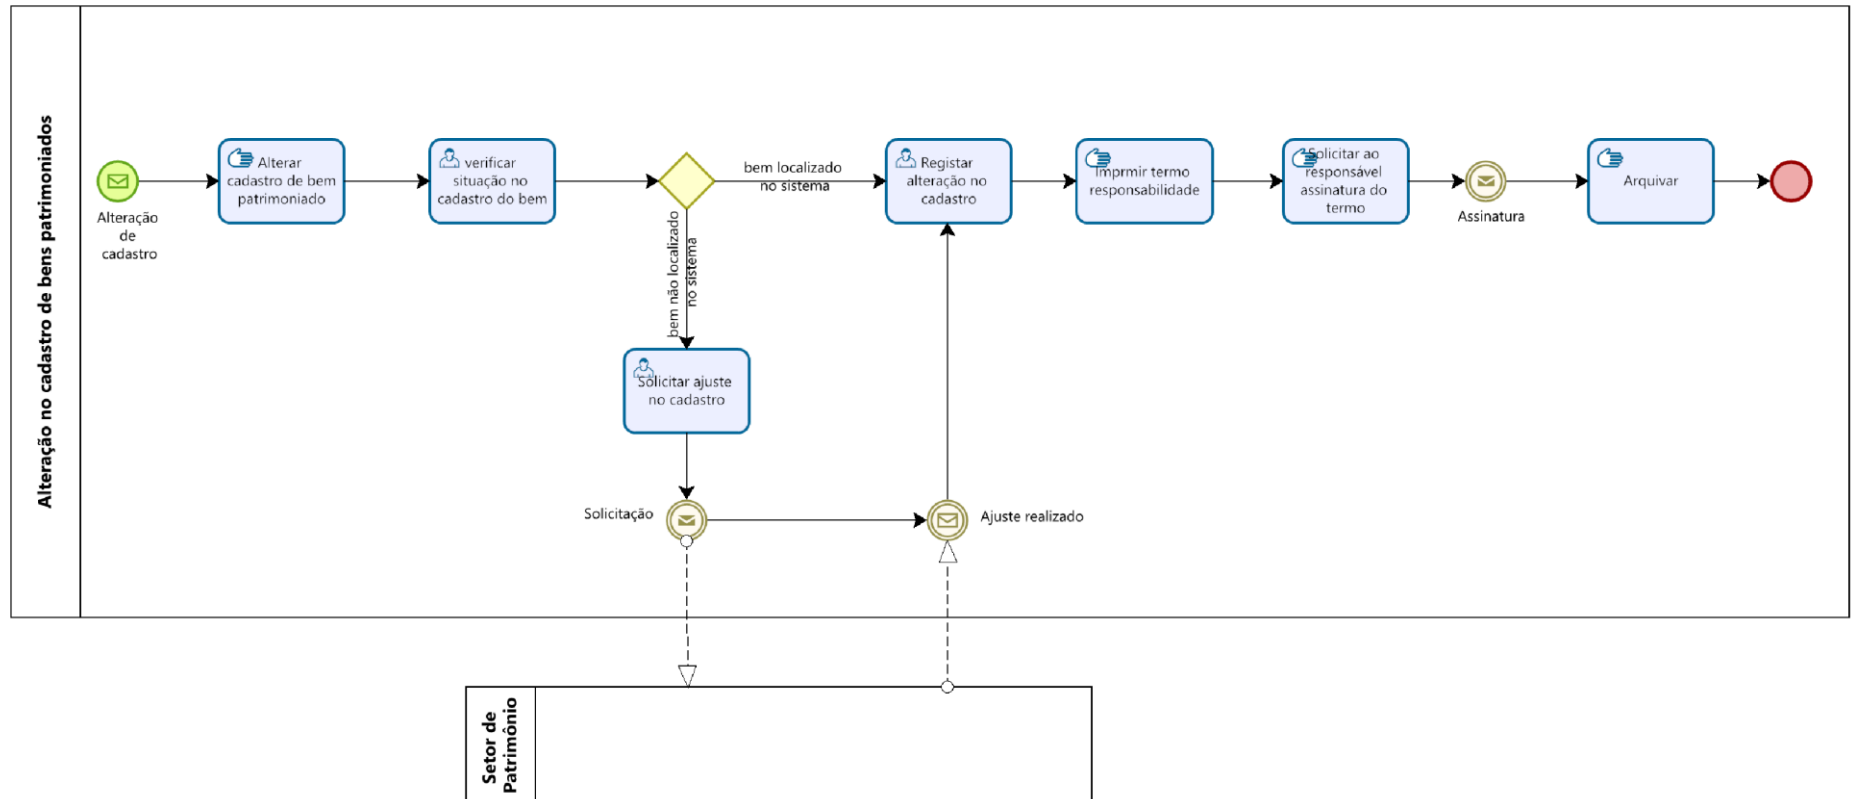 Alteração no cadastro de bens patrimoniados
Alteração
de
cadastro
Alterar
cadastro de bem
patrimoniado
verificar
situação no
cadastro do bem
bem localizado
no sistema
bem não localizado
no sistema
Registar
alteração no
cadastro
Imprmir termo
responsabilidade
Solicitar ao
responsável
assinatura do
termo
Assinatura
Arquivar
Solicitar ajuste
no cadastro
Solicitação
Ajuste realizado
Setor de
Patrimônio